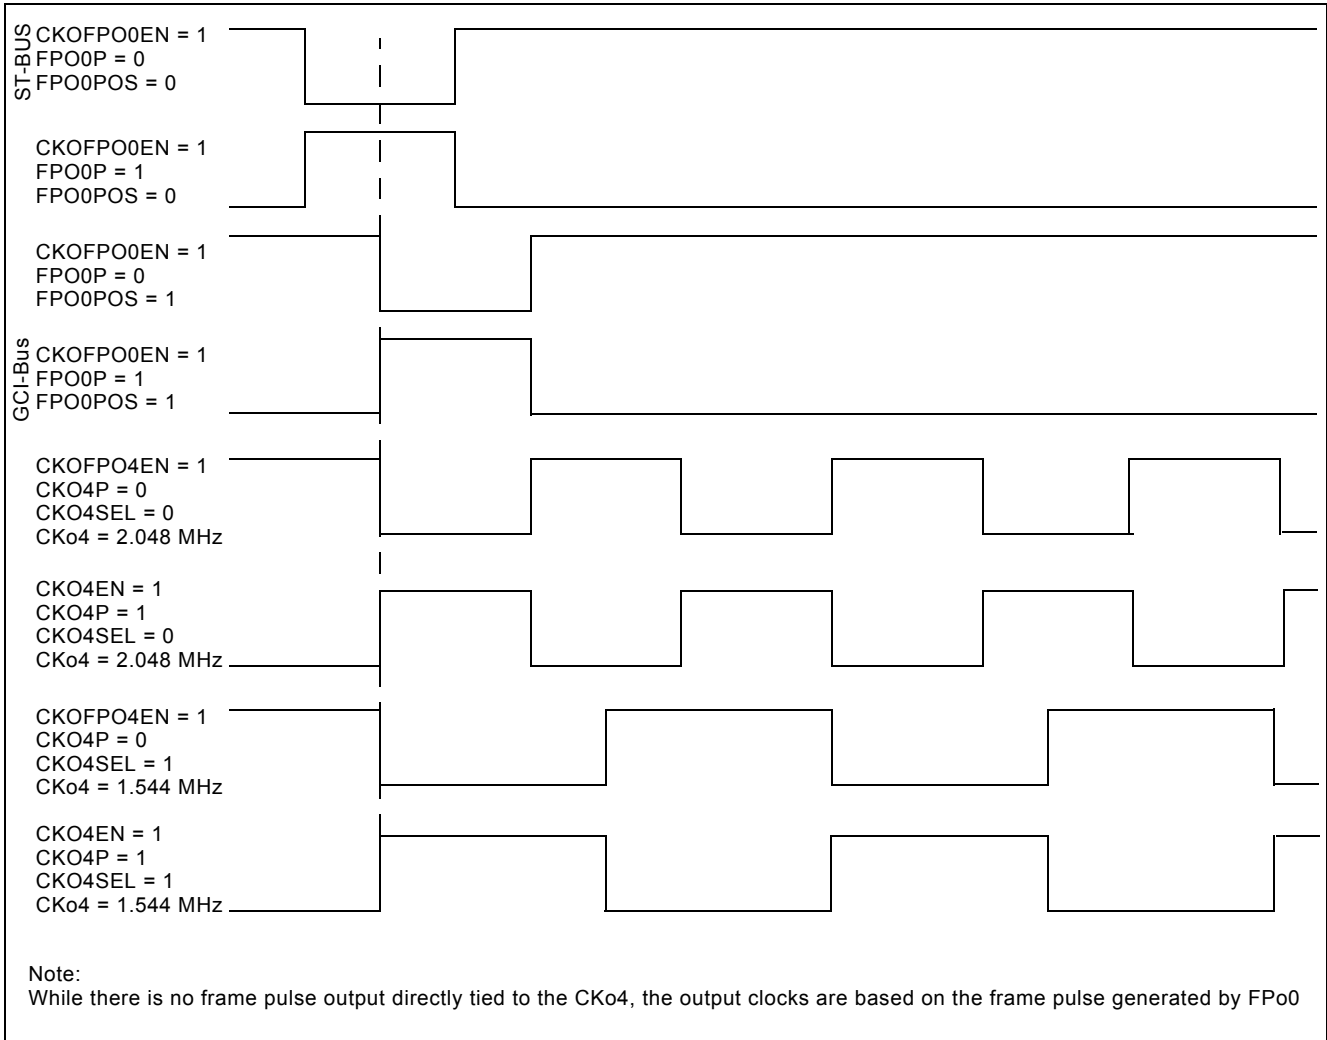 ST-BUS
CKOFPO0EN = 1
FPO0P = 0
FPO0POS = 0
CKOFPO0EN = 1
FPO0P = 1
FPO0POS = 0
CKOFPO0EN = 1
FPO0P = 0
FPO0POS = 1
GCI-Bus
CKOFPO0EN = 1
FPO0P = 1
FPO0POS = 1
CKOFPO4EN = 1
CKO4P = 0
CKO4SEL = 0
CKo4 = 2.048 MHz
CKO4EN = 1
CKO4P = 1
CKO4SEL = 0
CKo4 = 2.048 MHz
CKOFPO4EN = 1
CKO4P = 0
CKO4SEL = 1
CKo4 = 1.544 MHz
CKO4EN = 1
CKO4P = 1
CKO4SEL = 1
CKo4 = 1.544 MHz
Note:
While there is no frame pulse output directly tied to the CKo4, the output clocks are based on the frame pulse generated by FPo0